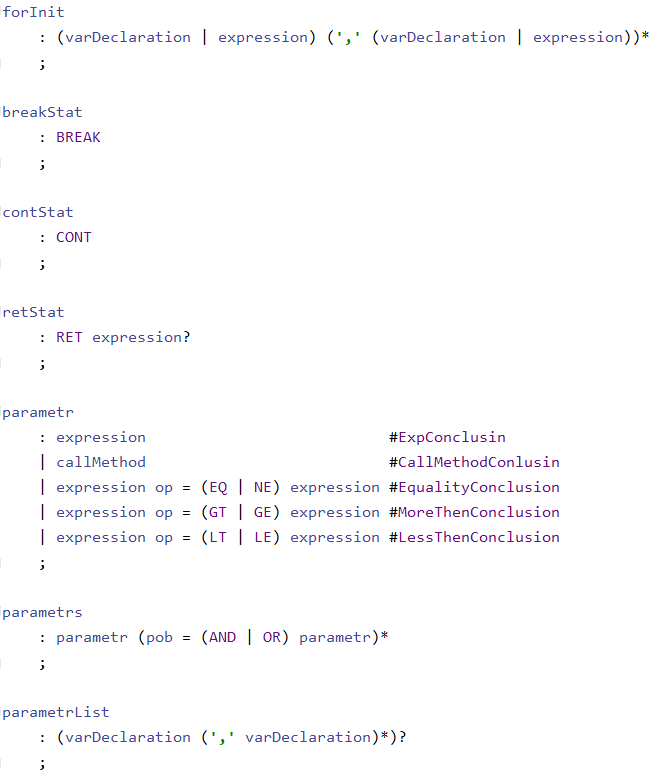 forInit
: (varDeclaration | expression) (',' (varDeclaration | expression))*
;
breakStat
: BREAK
;
contStat
: CONT
;
retStat
: RET expression?
;
parametr
: expression #ExpConclusin
| callMethod #CallMethodConlusin
| expression op = (EQ | NE) expression #EqualityConclusion
| expression op = (GT | GE) expression #MoreThenConclusion
| expression op = (LT | LE) expression #LessThenConclusion
;
parametrs
: parametr (pob = (AND | OR) parametr)*
;
parametrList
: (varDeclaration (',' varDeclaration)*)?
;